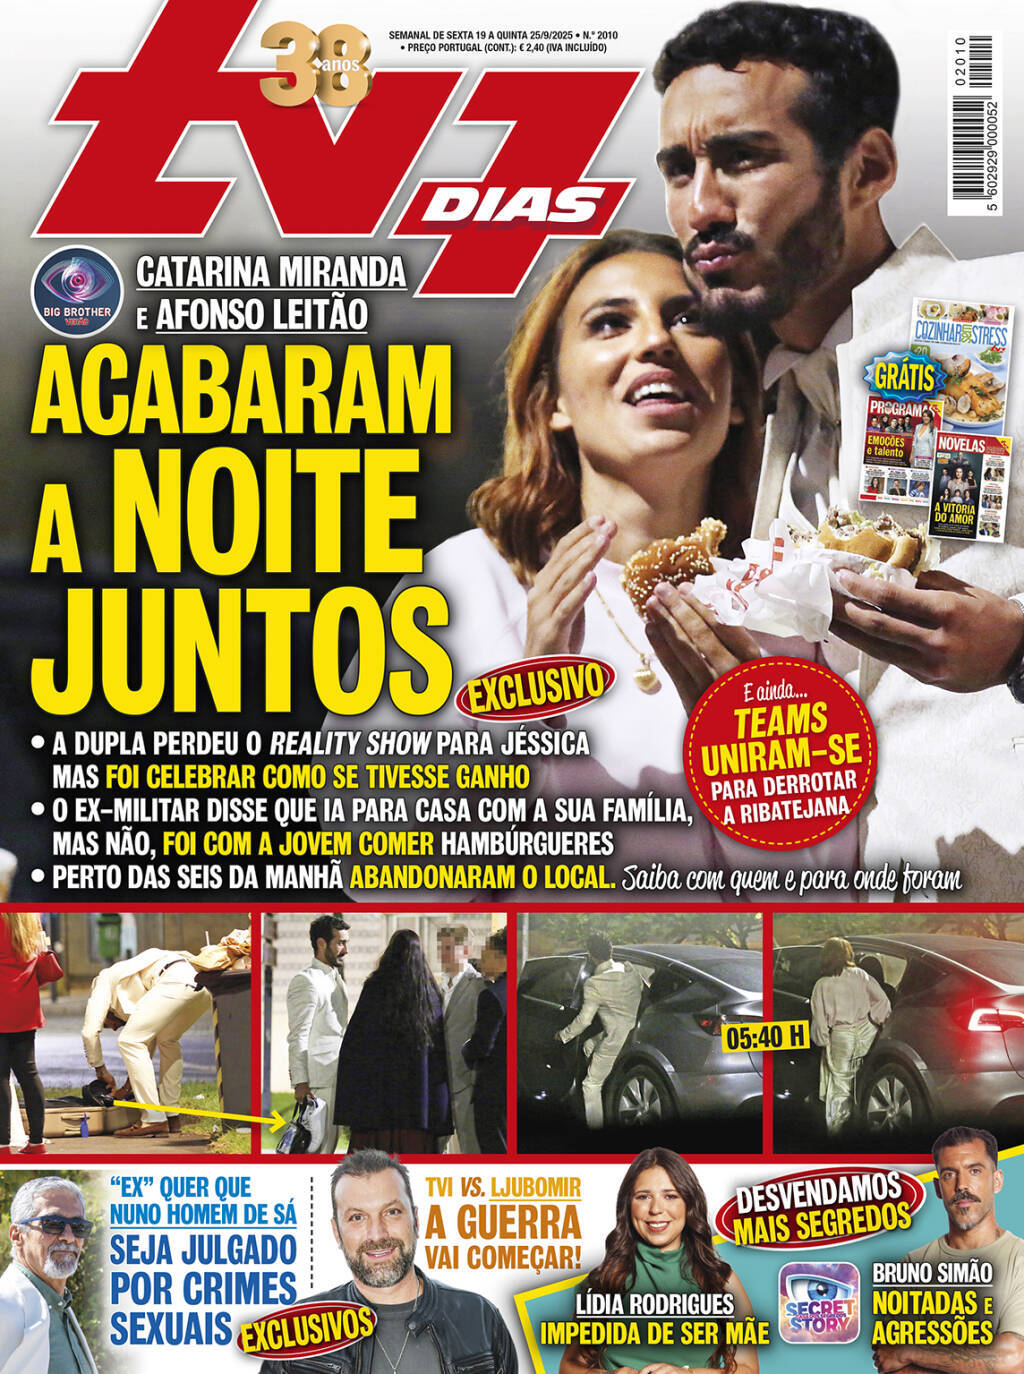 38
anos
SEMANAL DE SEXTA 19 A QUINTA 25/9/2025 • N.º 2010
• PREÇO PORTUGAL (CONT.): € 2,40 (IVA INCLUÍDO)
02010
5 602929 000052
tv7
DIAS
BIG BROTHER
VERÃO
CATARINA MIRANDA
E AFONSO LEITÃO
ACABARAM
A NOITE
JUNTOS
EXCLUSIVO
COZINHAR SEM STRESS
GRÁTIS
PROGRAMAS
EMOÇÕES
e talento
NOVELAS
A VITÓRIA
DO AMOR
• A DUPLA PERDEU O REALITY SHOW PARA JÉSSICA
MAS FOI CELEBRAR COMO SE TIVESSE GANHO
• O EX-MILITAR DISSE QUE IA PARA CASA COM A SUA FAMÍLIA,
MAS NÃO, FOI COM A JOVEM COMER HAMBÚRGUERES
• PERTO DAS SEIS DA MANHÃ ABANDONARAM O LOCAL. Saiba com quem e para onde foram
E ainda...
TEAMS
UNIRAM-SE
PARA DERROTAR
A RIBATEJANA
05:40 H
"EX" QUER QUE
NUNO HOMEM DE SÁ
SEJA JULGADO
POR CRIMES
SEXUAIS
EXCLUSIVOS
TVI VS. LJUBOMIR
A GUERRA
VAI COMEÇAR!
LÍDIA RODRIGUES
IMPEDIDA DE SER MÃE
DESVENDAMOS
MAIS SEGREDOS
SECRET
STORY
BRUNO SIMÃO
NOITADAS E
AGRESSÕES